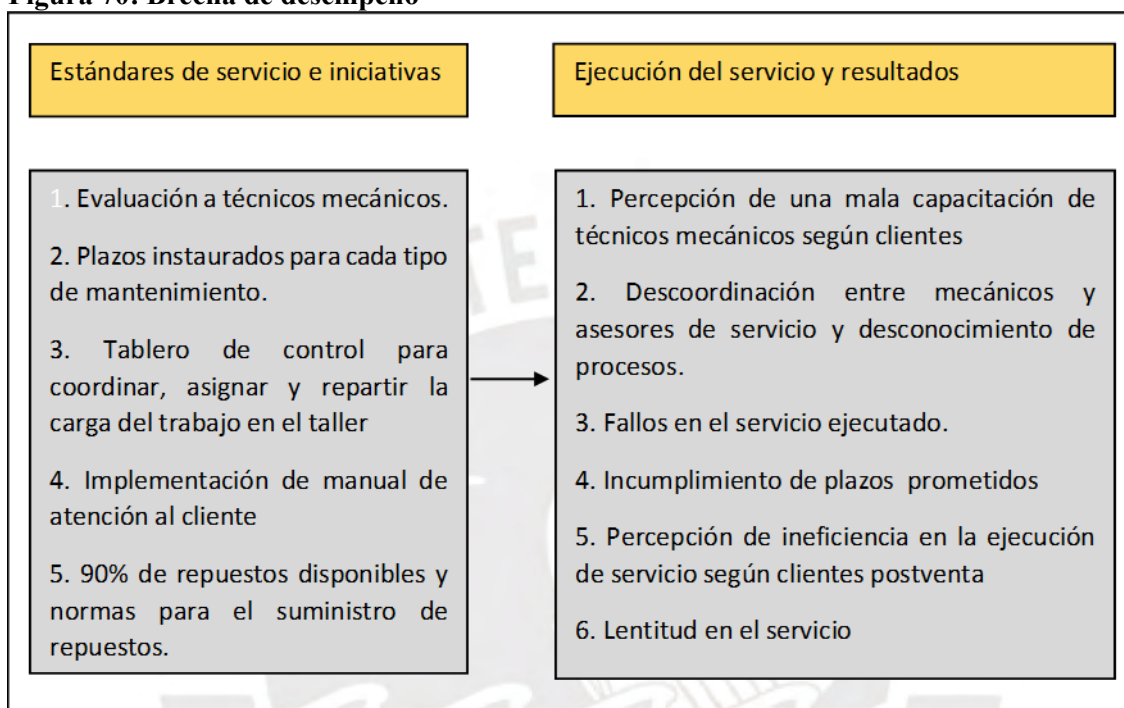 Figura 70: Brecha de desempeño
Estándares de servicio e iniciativas
1. Evaluación a técnicos mecánicos.
2. Plazos instaurados para cada tipo
de mantenimiento.
3. Tablero de control para
coordinar, asignar y repartir la
carga del trabajo en el taller
4. Implementación de manual de
atención al cliente
5. 90% de repuestos disponibles y
normas para el suministro de
repuestos.
Ejecución del servicio y resultados
1. Percepción de una mala capacitación de
técnicos mecánicos según clientes
2. Descoordinación entre mecánicos y
asesores de servicio y desconocimiento de
procesos.
3. Fallos en el servicio ejecutado.
4. Incumplimiento de plazos prometidos
5. Percepción de ineficiencia en la ejecución
de servicio según clientes postventa
6. Lentitud en el servicio